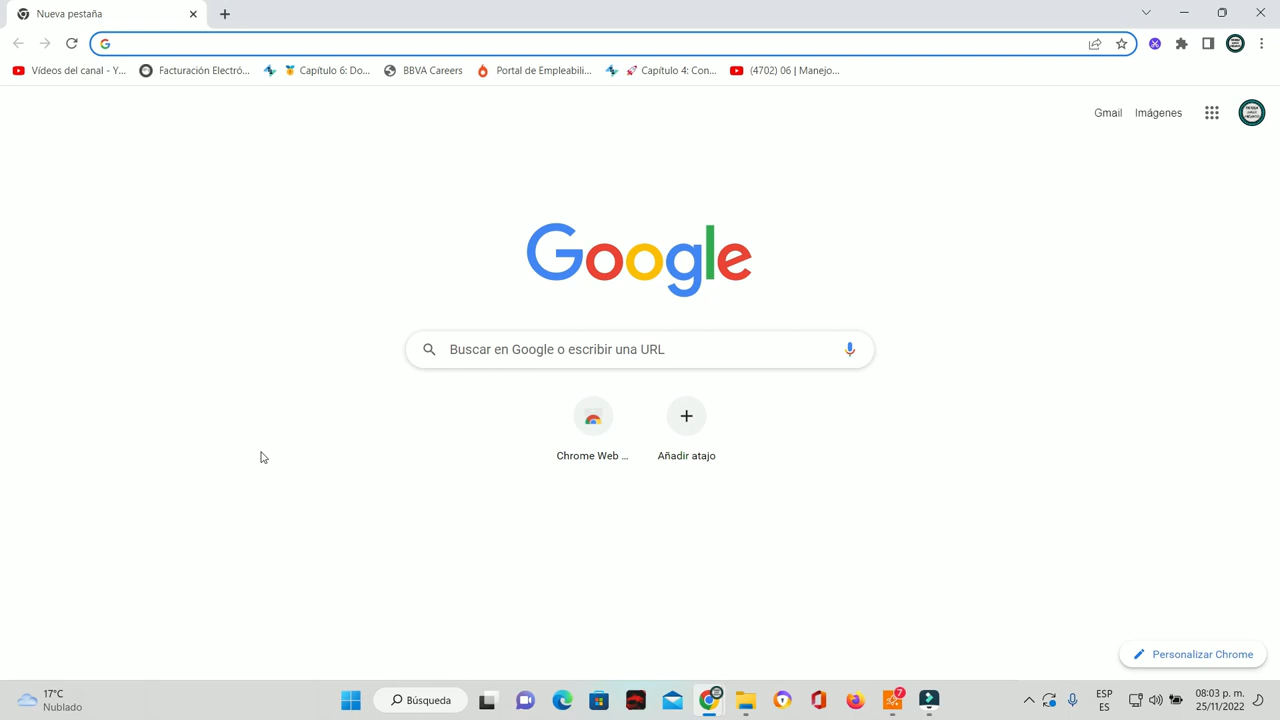 Nueva pestaña
Vídeos del canal - Y...
Facturación Electró...
Capítulo 6: Do...
BBVA Careers
Portal de Empleabili...
Capítulo 4: Con...
(4702) 06 | Manejo...
Gmail
Imágenes
Google
Buscar en Google o escribir una URL
Chrome Web ...
Añadir atajo
Personalizar Chrome
17°C
Nublado
Búsqueda
7
ESP
ES
08:03 p. m.
25/11/2022